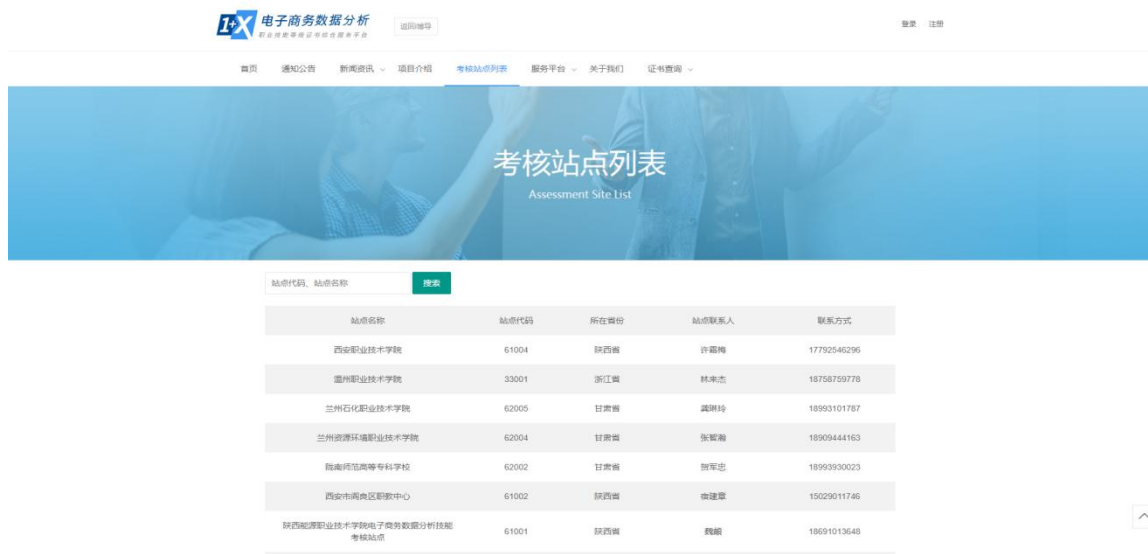 1+X 电子商务数据分析 返回/辅导 登录 注册
职业技能等级证书综合服务平台
首页 通知公告 新闻资讯 项目介绍 考核站点列表 服务平台 关于我们 证书查询
考核站点列表
Assessment Site List
站点代码、站点名称 搜索
站点名称 站点代码 所在省份 站点联系人 联系方式
西安职业技术学院 61004 陕西省 许霜梅 17792546296
温州职业技术学院 33001 浙江省 林来杰 18758759778
兰州石化职业技术学院 62005 甘肃省 龚琳玲 18993101787
兰州资源环境职业技术学院 62004 甘肃省 张智翰 18909444163
陇南师范高等专科学校 62002 甘肃省 贺军忠 18993930023
西安市阎良区职教中心 61002 陕西省 南建章 15029011746
陕西能源职业技术学院电子商务数据分析技能
考核站点 61001 陕西省 18691013648